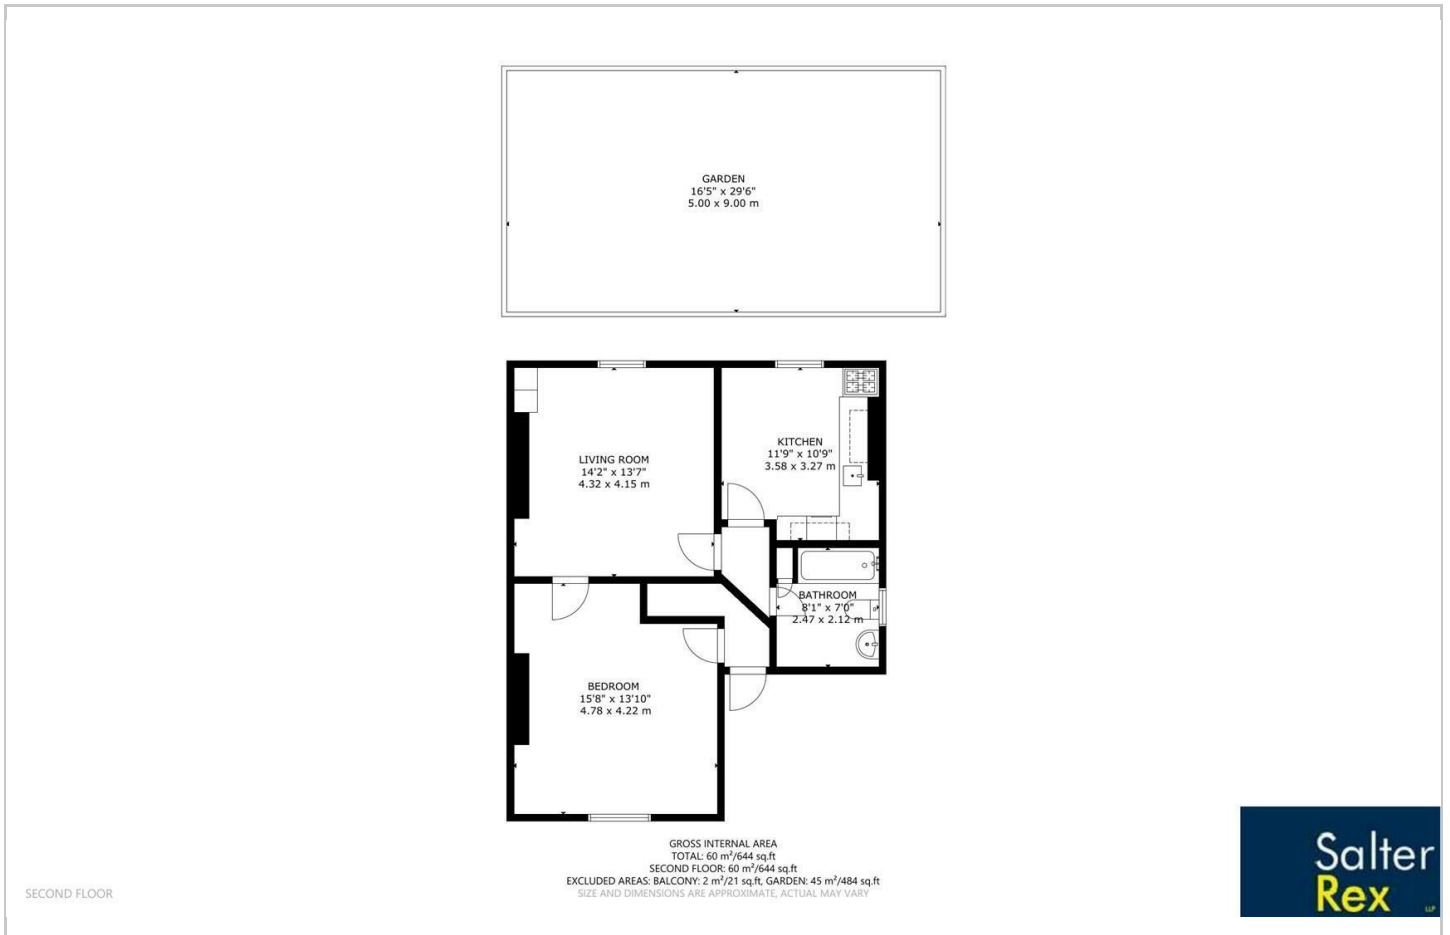 GARDEN
16'5" x 29'6"
5.00 x 9.00 m
LIVING ROOM
14'2" x 13'7"
4.32 x 4.15 m
KITCHEN
11'9" x 10'9"
3.58 x 3.27 m
BATHROOM
8'1" x 7'0"
2.47 x 2.12 m
BEDROOM
15'8" x 13'10"
4.78 x 4.22 m
GROSS INTERNAL AREA
TOTAL: 60 m²/644 sq.ft
SECOND FLOOR: 60 m²/644 sq.ft
EXCLUDED AREAS: BALCONY: 2 m²/21 sq.ft, GARDEN: 45 m²/484 sq.ft
SIZE AND DIMENSIONS ARE APPROXIMATE, ACTUAL MAY VARY
SECOND FLOOR
Salter
Rex LLP